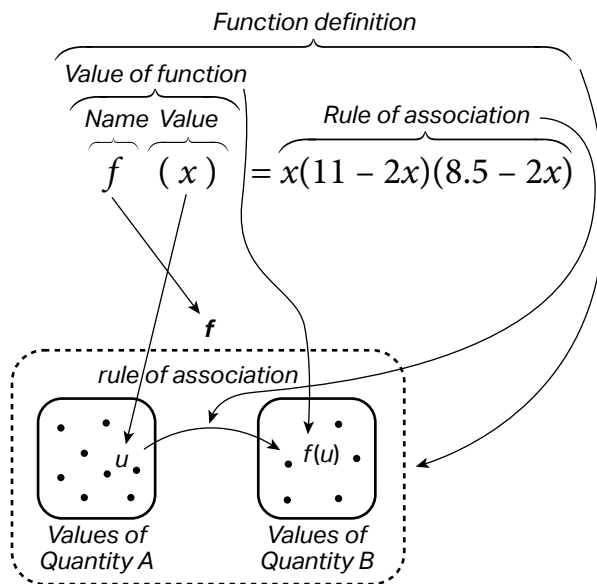 Function definition
Value of function
Name Value Rule of association
f (x) = x(11 – 2x)(8.5 – 2x)
f
rule of association
u f(u)
Values of Quantity A
Values of Quantity B